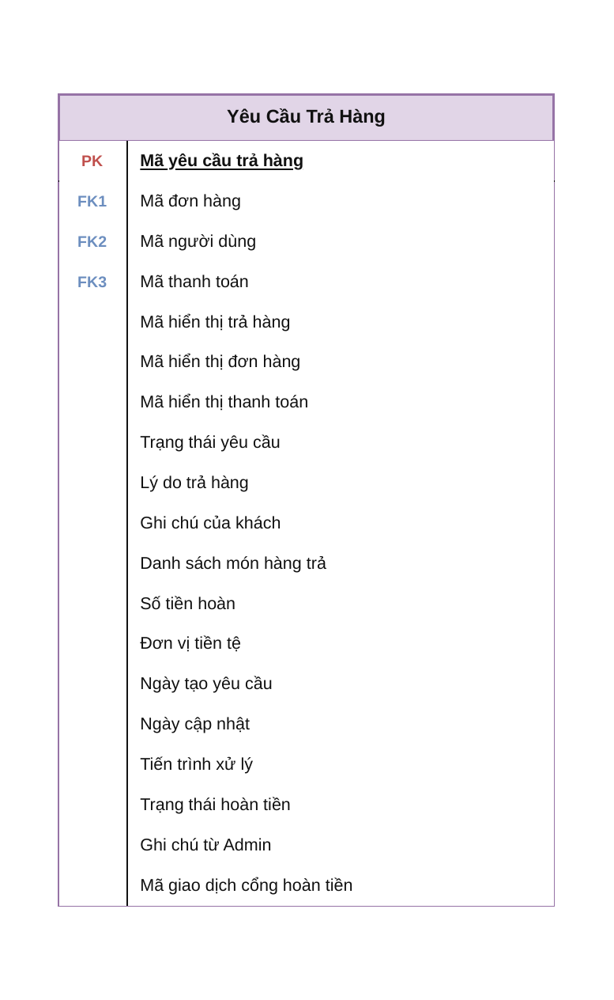 Yêu Cầu Trả Hàng
PK Mã yêu cầu trả hàng
FK1 Mã đơn hàng
FK2 Mã người dùng
FK3 Mã thanh toán
Mã hiển thị trả hàng
Mã hiển thị đơn hàng
Mã hiển thị thanh toán
Trạng thái yêu cầu
Lý do trả hàng
Ghi chú của khách
Danh sách món hàng trả
Số tiền hoàn
Đơn vị tiền tệ
Ngày tạo yêu cầu
Ngày cập nhật
Tiến trình xử lý
Trạng thái hoàn tiền
Ghi chú từ Admin
Mã giao dịch cổng hoàn tiền